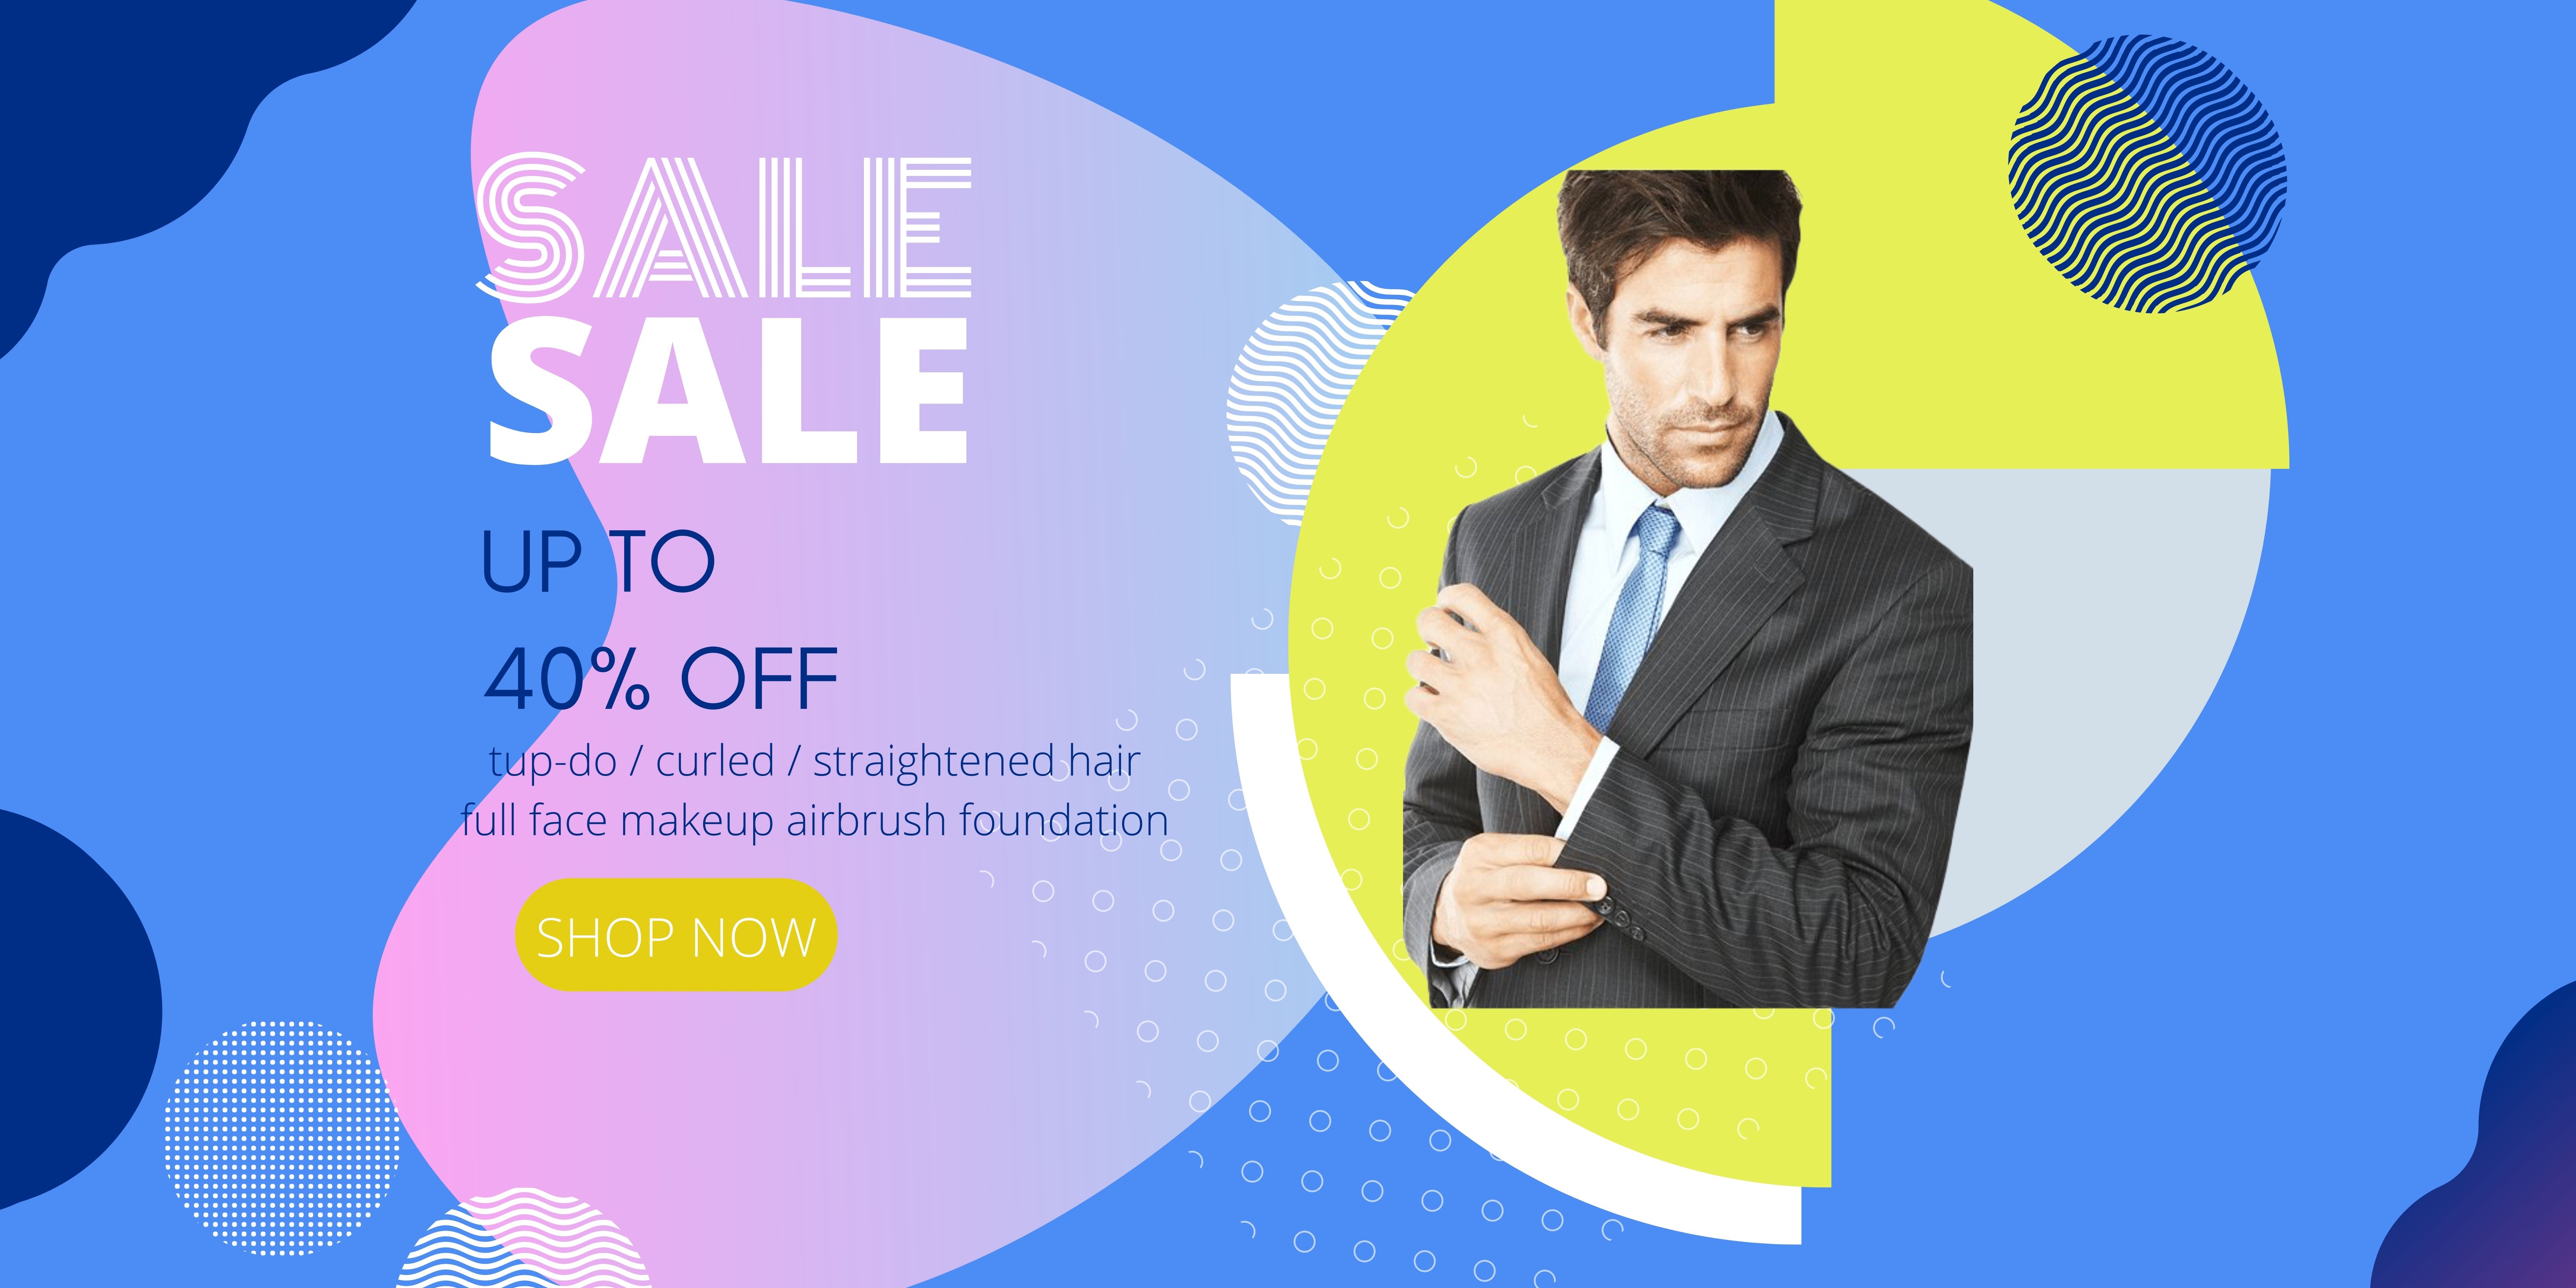 SALE
SALE
UP TO
40% OFF
tup-do / curled / straightened hair
full face makeup airbrush foundation
SHOP NOW